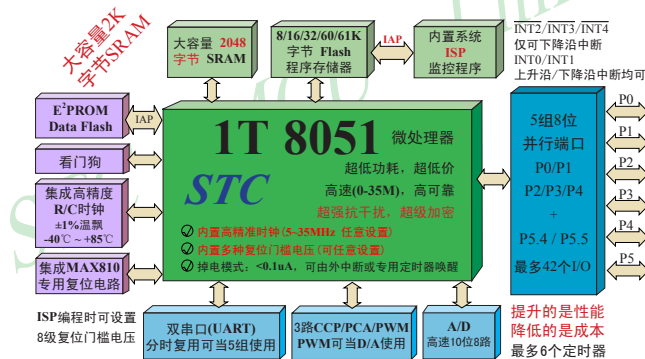 大容量2K
字节SRAM
大容量 2048
字节 SRAM
8/16/32/60/61K
字节 Flash
程序存储器
IAP
内置系统
ISP
监控程序
INT2/INT3/INT4
仅可下降沿中断
INT0/INT1
上升沿/下降沿中断均可
E²PROM
Data Flash
IAP
看门狗
集成高精度
R/C时钟
±1%温飘
-40℃ ~ +85℃
集成MAX810
专用复位电路
ISP编程时可设置
8级复位门槛电压
1T 8051 微处理器
STC
超低功耗，超低价
高速(0-35M)，高可靠
超强抗干扰，超级加密
内置高精准时钟(5~35MHz 任意设置)
内置多种复位门槛电压(可任意设置)
掉电模式：<0.1uA，可由外中断或专用定时器唤醒
5组8位
并行端口
P0/P1
P2/P3/P4
+
P5.4 / P5.5
最多42个I/O
P0
P1
P2
P3
P4
P5
双串口(UART)
分时复用可当5组使用
3路CCP/PCA/PWM
PWM可当D/A使用
A/D
高速10位8路
提升的是性能
降低的是成本
最多6个定时器